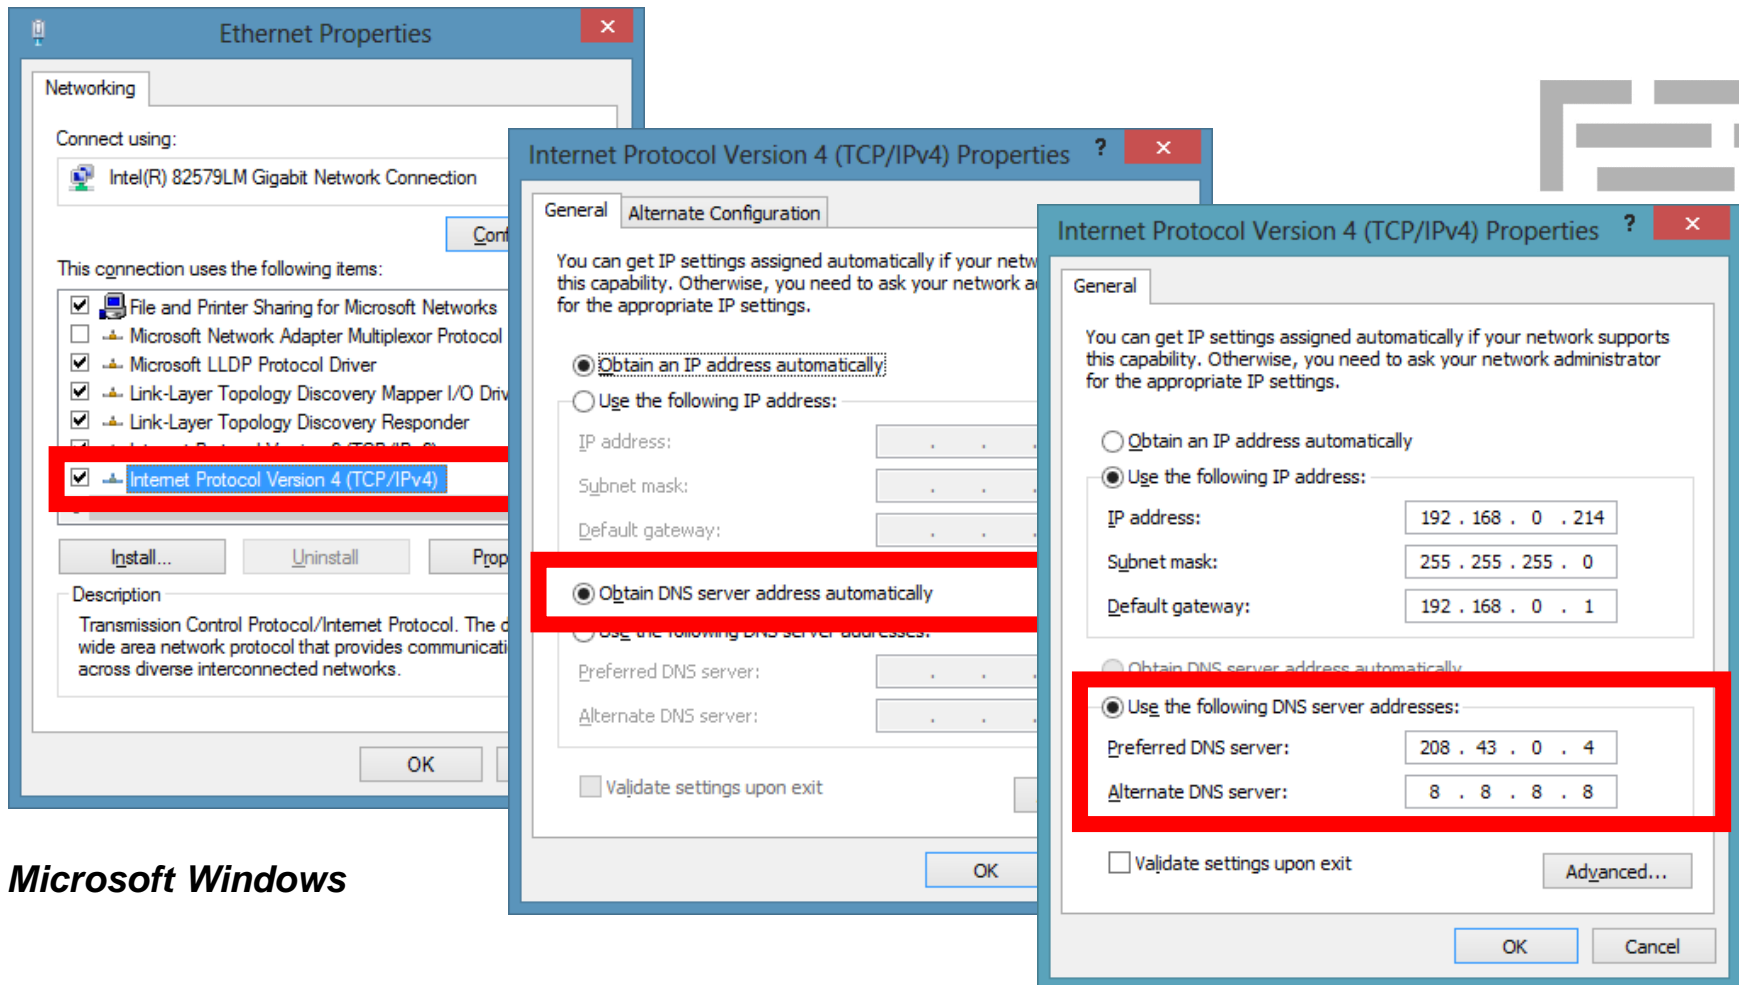 Ethernet Properties
Networking
Connect using:
Intel(R) 82579LM Gigabit Network Connection
Conf
This connection uses the following items:
File and Printer Sharing for Microsoft Networks
Microsoft Network Adapter Multiplexor Protocol
Microsoft LLDP Protocol Driver
Link-Layer Topology Discovery Mapper I/O Driv
Link-Layer Topology Discovery Responder
Internet Protocol Version 4 (TCP/IPv4)
Install...
Uninstall
Prop
Description
Transmission Control Protocol/Internet Protocol. The d
wide area network protocol that provides communicati
across diverse interconnected networks.
OK
Microsoft Windows
Internet Protocol Version 4 (TCP/IPv4) Properties
?
General
Alternate Configuration
You can get IP settings assigned automatically if your netw
this capability. Otherwise, you need to ask your network a
for the appropriate IP settings.
Obtain an IP address automatically
Use the following IP address:
IP address:
Subnet mask:
Default gateway:
Obtain DNS server address automatically
Use the following DNS server addresses:
Preferred DNS server:
Alternate DNS server:
Validate settings upon exit
OK
Internet Protocol Version 4 (TCP/IPv4) Properties
?
General
You can get IP settings assigned automatically if your network supports
this capability. Otherwise, you need to ask your network administrator
for the appropriate IP settings.
Obtain an IP address automatically
Use the following IP address:
IP address: 192 . 168 . 0 . 214
Subnet mask: 255 . 255 . 255 . 0
Default gateway: 192 . 168 . 0 . 1
Obtain DNS server address automatically
Use the following DNS server addresses:
Preferred DNS server: 208 . 43 . 0 . 4
Alternate DNS server: 8 . 8 . 8 . 8
Validate settings upon exit
Advanced...
OK
Cancel